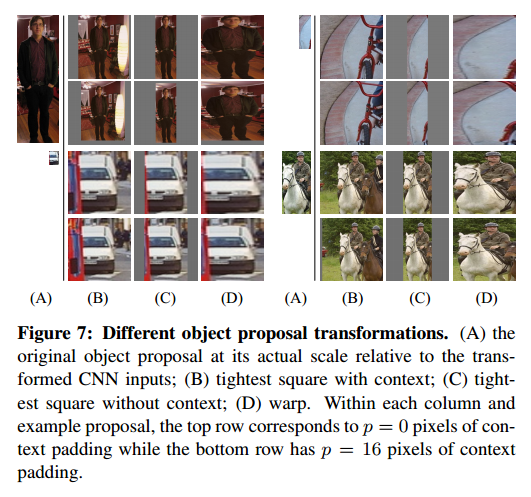 (A) (B) (C) (D) (A) (B) (C) (D)
Figure 7: Different object proposal transformations. (A) the
original object proposal at its actual scale relative to the trans-
formed CNN inputs; (B) tightest square with context; (C) tight-
est square without context; (D) warp. Within each column and
example proposal, the top row corresponds to p = 0 pixels of con-
text padding while the bottom row has p = 16 pixels of context
padding.